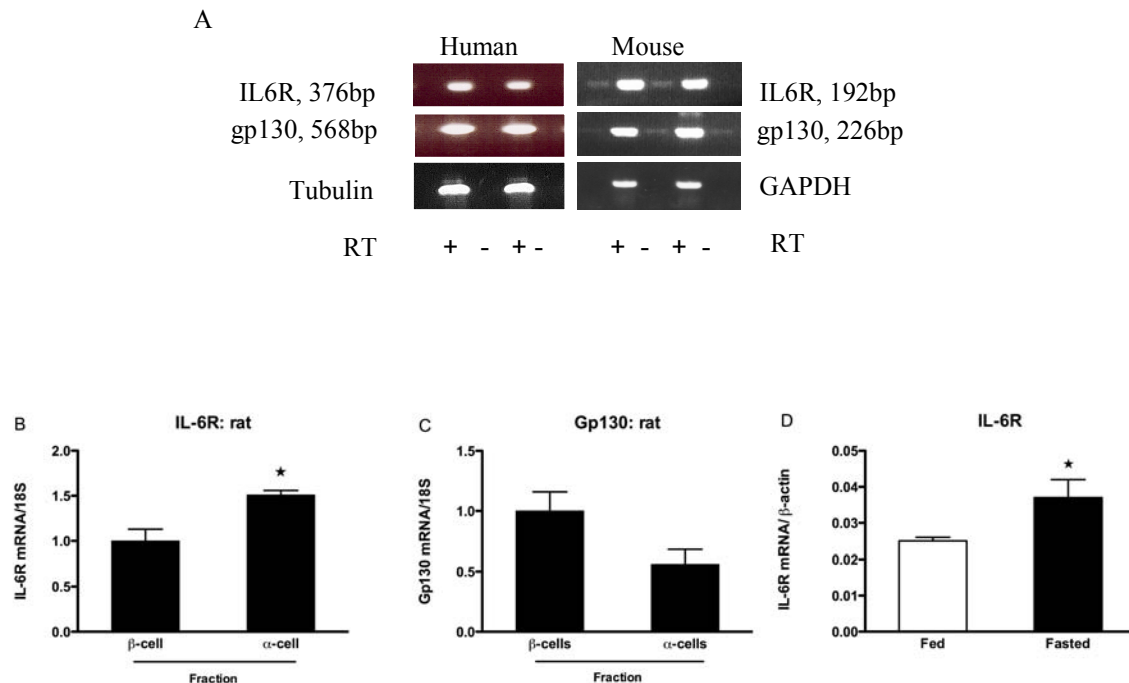 A
Human Mouse
IL6R, 376bp IL6R, 192bp
gp130, 568bp gp130, 226bp
Tubulin GAPDH
RT + - + - + - + - RT
B
IL-6R: rat
IL-6R mRNA/18S
2.0
1.5
1.0
0.5
0.0
★
β-cell α-cell
Fraction
C
Gp130: rat
Gp130 mRNA/18S
1.5
1.0
0.5
0.0
β-cells α-cells
Fraction
D
IL-6R
IL-6R mRNA/β-actin
0.05
0.04
0.03
0.02
0.01
0.00
★
Fed Fasted